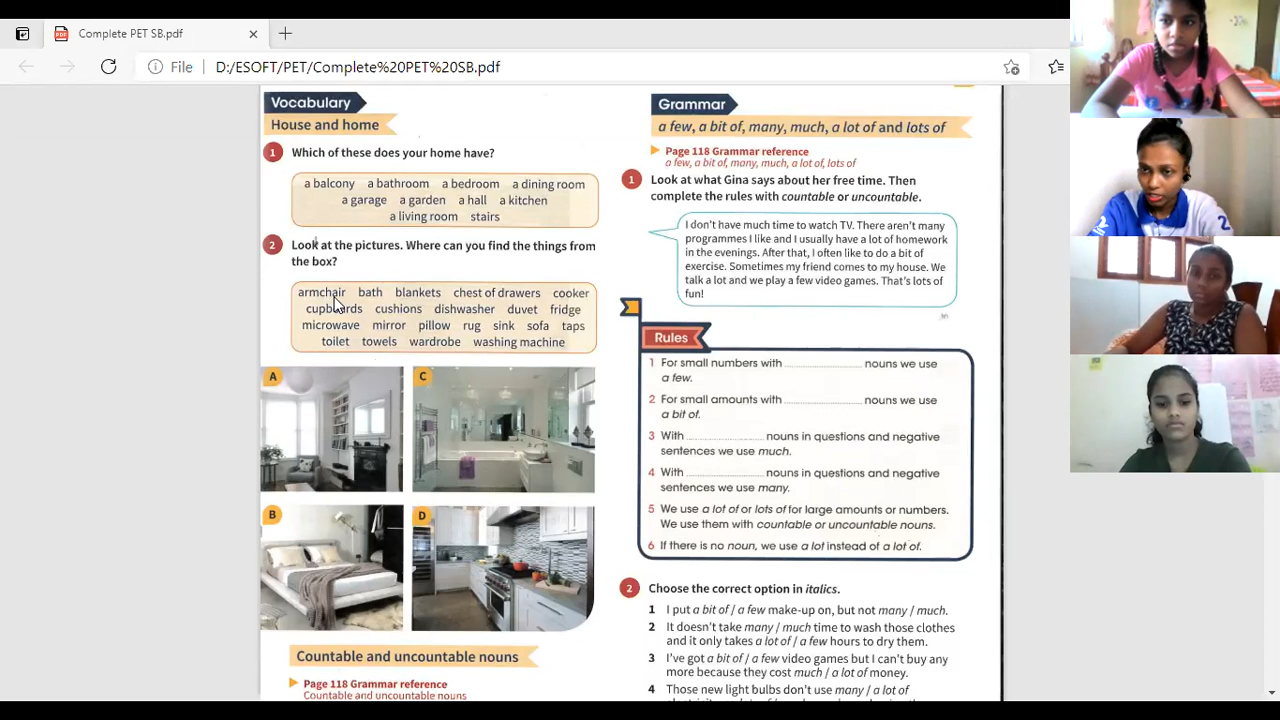 Complete PET SB.pdf
File D:/ESOFT/PET/Complete%20PET%20SB.pdf
Vocabulary
House and home
1 Which of these does your home have?
a balcony a bathroom a bedroom a dining room
a garage a garden a hall a kitchen
a living room stairs
2 Look at the pictures. Where can you find the things from
the box?
armchair bath blankets chest of drawers cooker
cupboards cushions dishwasher duvet fridge
microwave mirror pillow rug sink sofa taps
toilet towels wardrobe washing machine
A
C
B
D
Countable and uncountable nouns
Page 118 Grammar reference
Countable and uncountable nouns
Grammar
a few, a bit of, many, much, a lot of and lots of
Page 118 Grammar reference
a few, a bit of, many, much, a lot of, lots of
1 Look at what Gina says about her free time. Then
complete the rules with countable or uncountable.
I don't have much time to watch TV. There aren't many
programmes I like and I usually have a lot of homework
in the evenings. After that, I often like to do a bit of
exercise. Sometimes my friend comes to my house. We
talk a lot and we play a few video games. That's lots of
fun!
Rules
1 For small numbers with .................... nouns we use
a few.
2 For small amounts with .................... nouns we use
a bit of.
3 With .................... nouns in questions and negative
sentences we use much.
4 With .................... nouns in questions and negative
sentences we use many.
5 We use a lot of or lots of for large amounts or numbers.
We use them with countable or uncountable nouns.
6 If there is no noun, we use a lot instead of a lot of.
2 Choose the correct option in italics.
1 I put a bit of / a few make-up on, but not many / much.
2 It doesn't take many / much time to wash those clothes
and it only takes a lot of / a few hours to dry them.
3 I've got a bit of / a few video games but I can't buy any
more because they cost much / a lot of money.
4 Those new light bulbs don't use many / a lot of